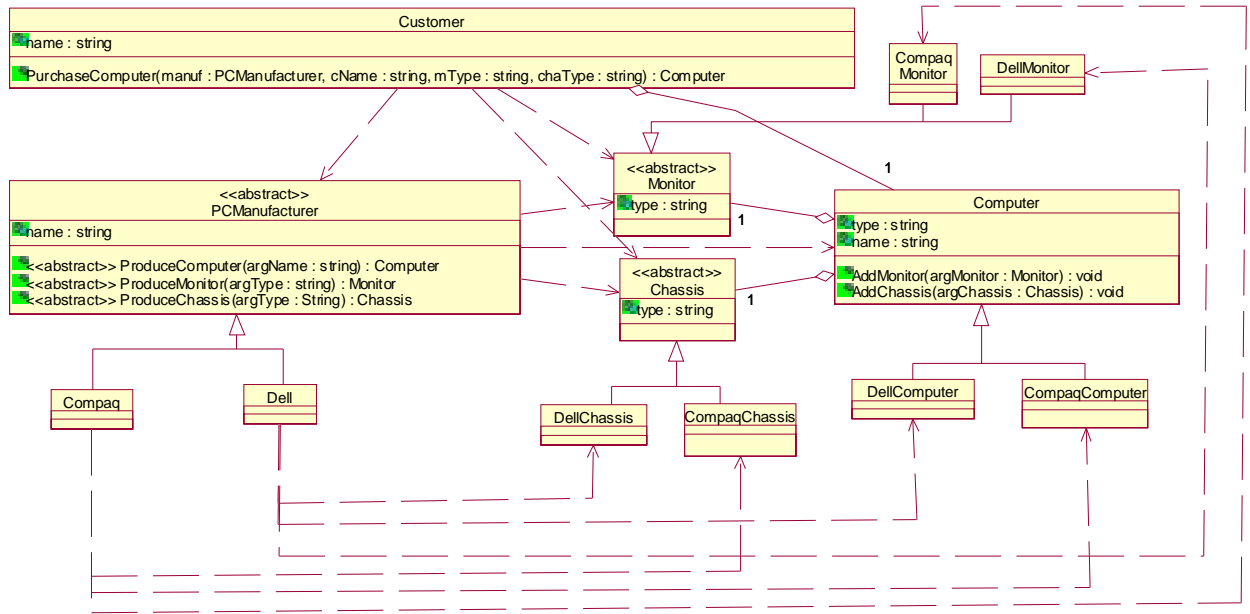 Customer
name : string
PurchaseComputer(manuf : PCManufacturer, cName : string, mType : string, chaType : string) : Computer
Compaq
Monitor
DellMonitor
<<abstract>>
PCManufacturer
name : string
<<abstract>> ProduceComputer(argName : string) : Computer
<<abstract>> ProduceMonitor(argType : string) : Monitor
<<abstract>> ProduceChassis(argType : String) : Chassis
<<abstract>>
Monitor
type : string
1
1
Computer
type : string
name : string
AddMonitor(argMonitor : Monitor) : void
AddChassis(argChassis : Chassis) : void
<<abstract>>
Chassis
type : string
1
Compaq
Dell
DellChassis
CompaqChassis
DellComputer
CompaqComputer